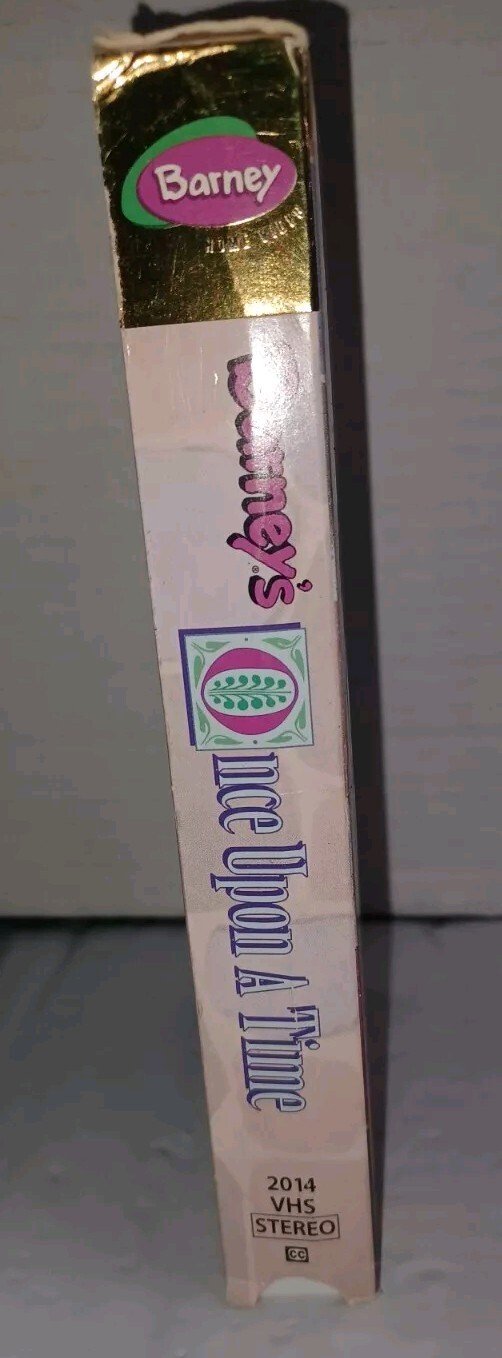 Barney
Barney's®
Once Upon A Time
2014
VHS
STEREO
CC